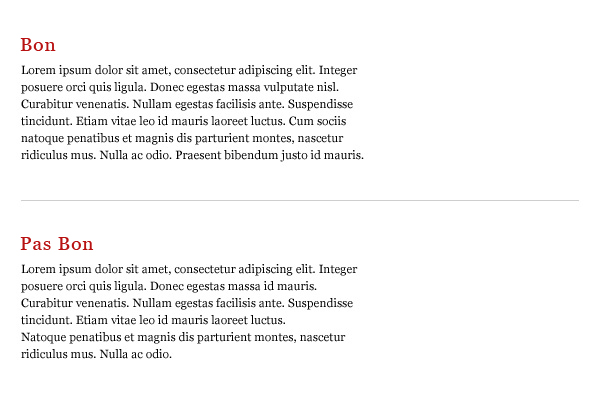 Bon
Lorem ipsum dolor sit amet, consectetur adipiscing elit. Integer
posuere orci quis ligula. Donec egestas massa vulputate nisl.
Curabitur venenatis. Nullam egestas facilisis ante. Suspendisse
tincidunt. Etiam vitae leo id mauris laoreet luctus. Cum sociis
natoque penatibus et magnis dis parturient montes, nascetur
ridiculus mus. Nulla ac odio. Praesent bibendum justo id mauris.
Pas Bon
Lorem ipsum dolor sit amet, consectetur adipiscing elit. Integer
posuere orci quis ligula. Donec egestas massa id mauris.
Curabitur venenatis. Nullam egestas facilisis ante. Suspendisse
tincidunt. Etiam vitae leo id mauris laoreet luctus.
Natoque penatibus et magnis dis parturient montes, nascetur
ridiculus mus. Nulla ac odio.